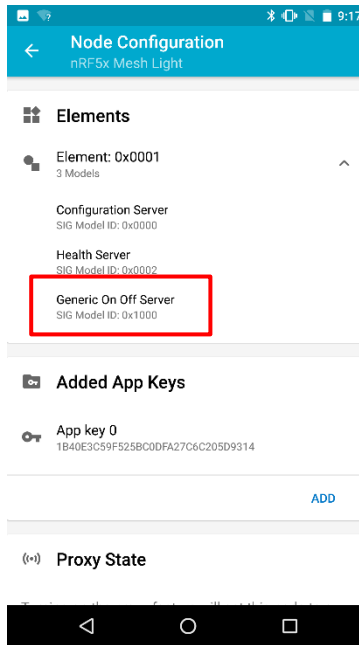 9:17
Node Configuration
nRF5x Mesh Light
Elements
Element: 0x0001
3 Models
Configuration Server
SIG Model ID: 0x0000
Health Server
SIG Model ID: 0x0002
Generic On Off Server
SIG Model ID: 0x1000
Added App Keys
App key 0
1B40E3C59F525BC0DFA27C6C205D9314
ADD
Proxy State